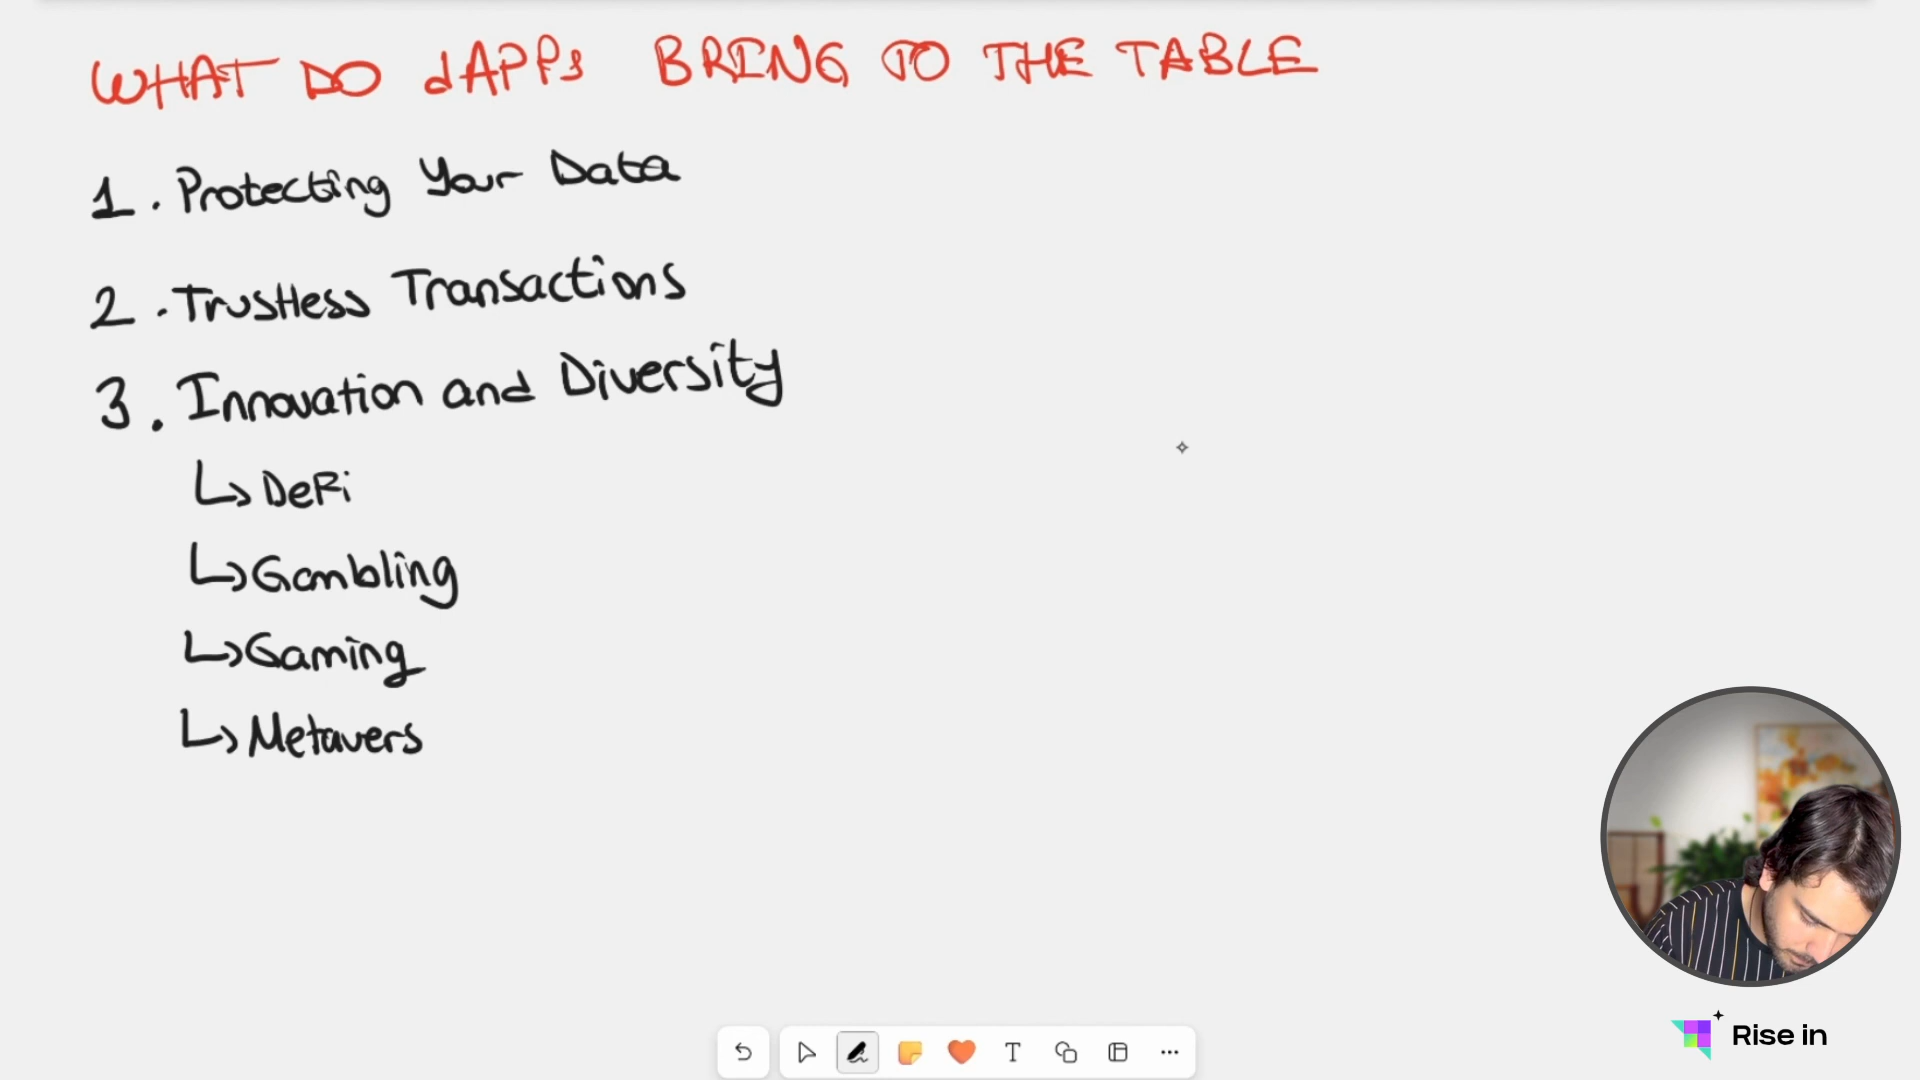 WHAT DO dAPPs BRING TO THE TABLE
1. Protecting Your Data
2. Trustless Transactions
3. Innovation and Diversity
↳ DeFi
↳ Gambling
↳ Gaming
↳ Metavers
T
Rise in